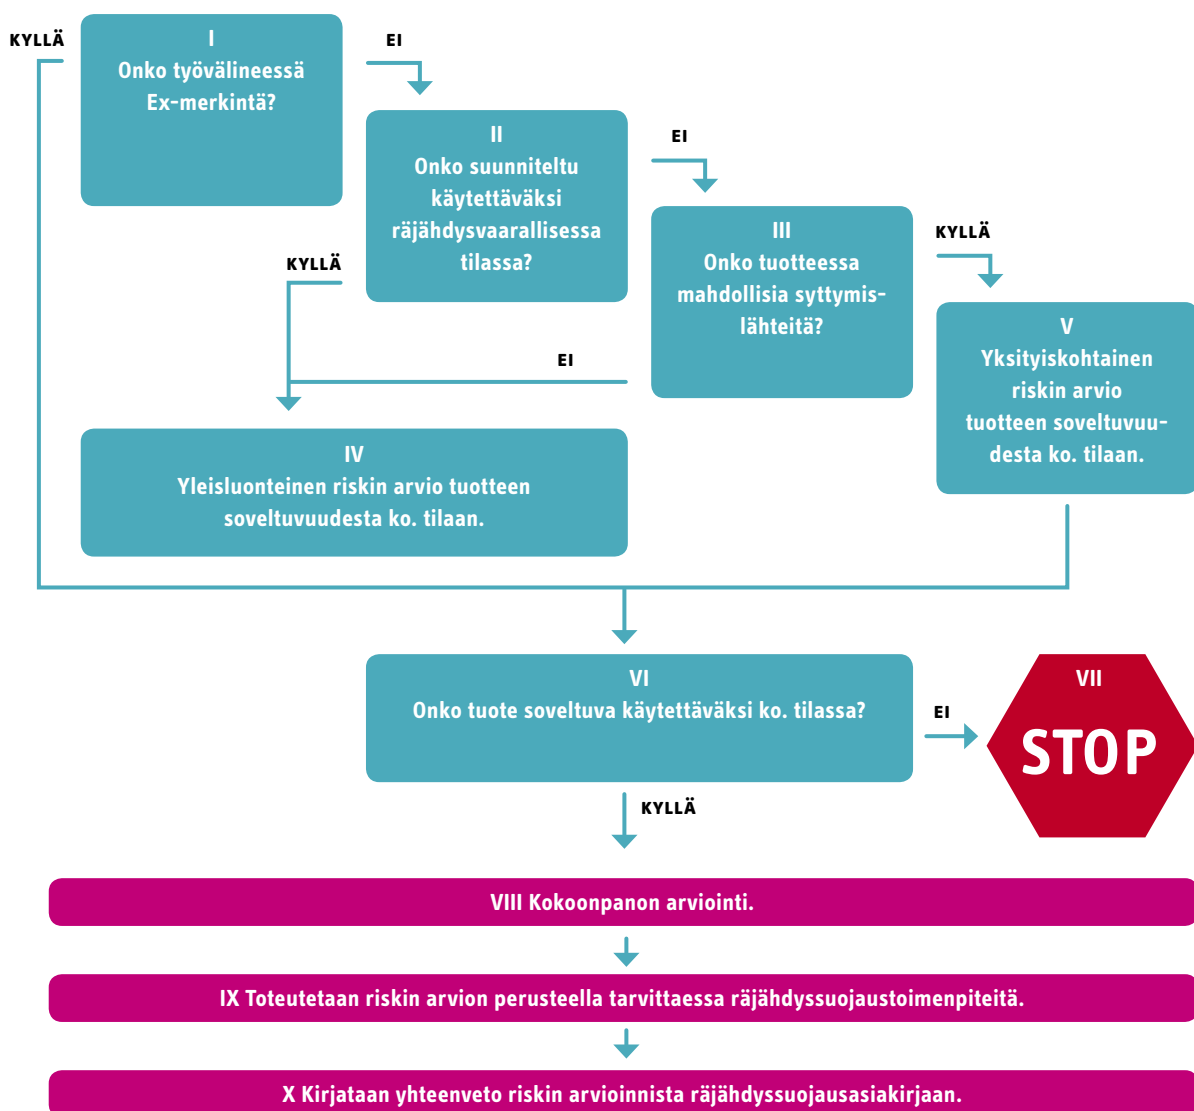 KYLLÄ
I
Onko työvälineessä
Ex-merkintä?
EI
II
Onko suunniteltu
käytettäväksi
räjähdysvaarallisessa
tilassa?
EI
KYLLÄ
III
Onko tuotteessa
mahdollisia syttymis-
lähteitä?
KYLLÄ
EI
V
Yksityiskohtainen
riskin arvio
tuotteen soveltuvuu-
desta ko. tilaan.
IV
Yleisluonteinen riskin arvio tuotteen
soveltuvuudesta ko. tilaan.
VI
Onko tuote soveltuva käytettäväksi ko. tilassa?
EI
VII
STOP
KYLLÄ
VIII Kokoonpanon arviointi.
IX Toteutetaan riskin arvion perusteella tarvittaessa räjähdyssuojaustoimenpiteitä.
X Kirjataan yhteenveto riskin arvioinnista räjähdyssuojausasiakirjaan.